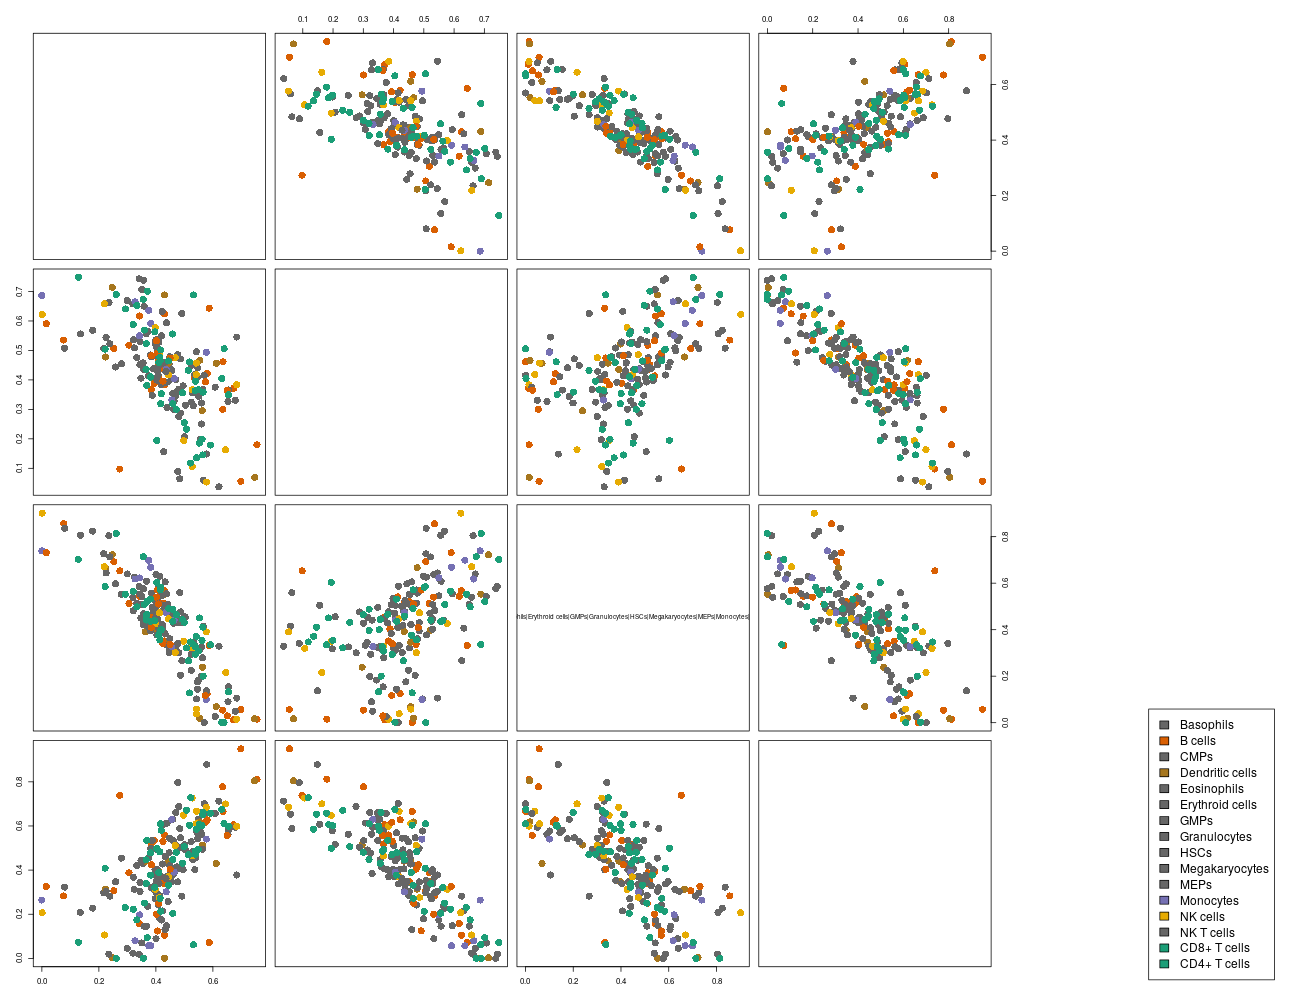 0.1 0.2 0.3 0.4 0.5 0.6 0.7
0.0 0.2 0.4 0.6 0.8
0.0 0.2 0.4 0.6
0.1 0.2 0.3 0.4 0.5 0.6 0.7
hils|Erythroid cells|GMPs|Granulocytes|HSCs|Megakaryocytes|MEPs|Monocytes|
0.0 0.2 0.4 0.6 0.8
0.0 0.2 0.4 0.6 0.8
0.0 0.2 0.4 0.6
0.0 0.2 0.4 0.6 0.8
Basophils
B cells
CMPs
Dendritic cells
Eosinophils
Erythroid cells
GMPs
Granulocytes
HSCs
Megakaryocytes
MEPs
Monocytes
NK cells
NK T cells
CD8+ T cells
CD4+ T cells